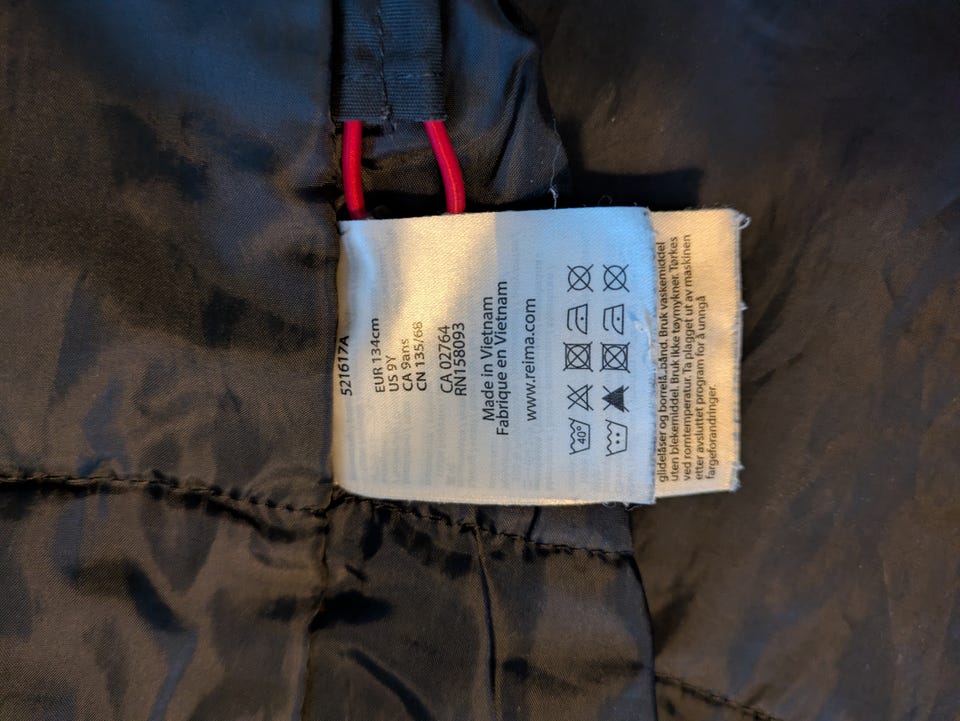 521617A
EUR 134cm
US 9Y
CA 9ans
CN 135/68
CA 02764
RN158093
Made in Vietnam
Fabriqué en Vietnam
www.reima.com
40°
glidelåser og borrelå..bånd. Bruk vaskemiddel
uten blekemiddel. Bruk ikke tøymykner. Tørkes
ved romtemperatur. Ta plagget ut av maskinen
etter avsluttet program for å unngå
fargeforandringer.